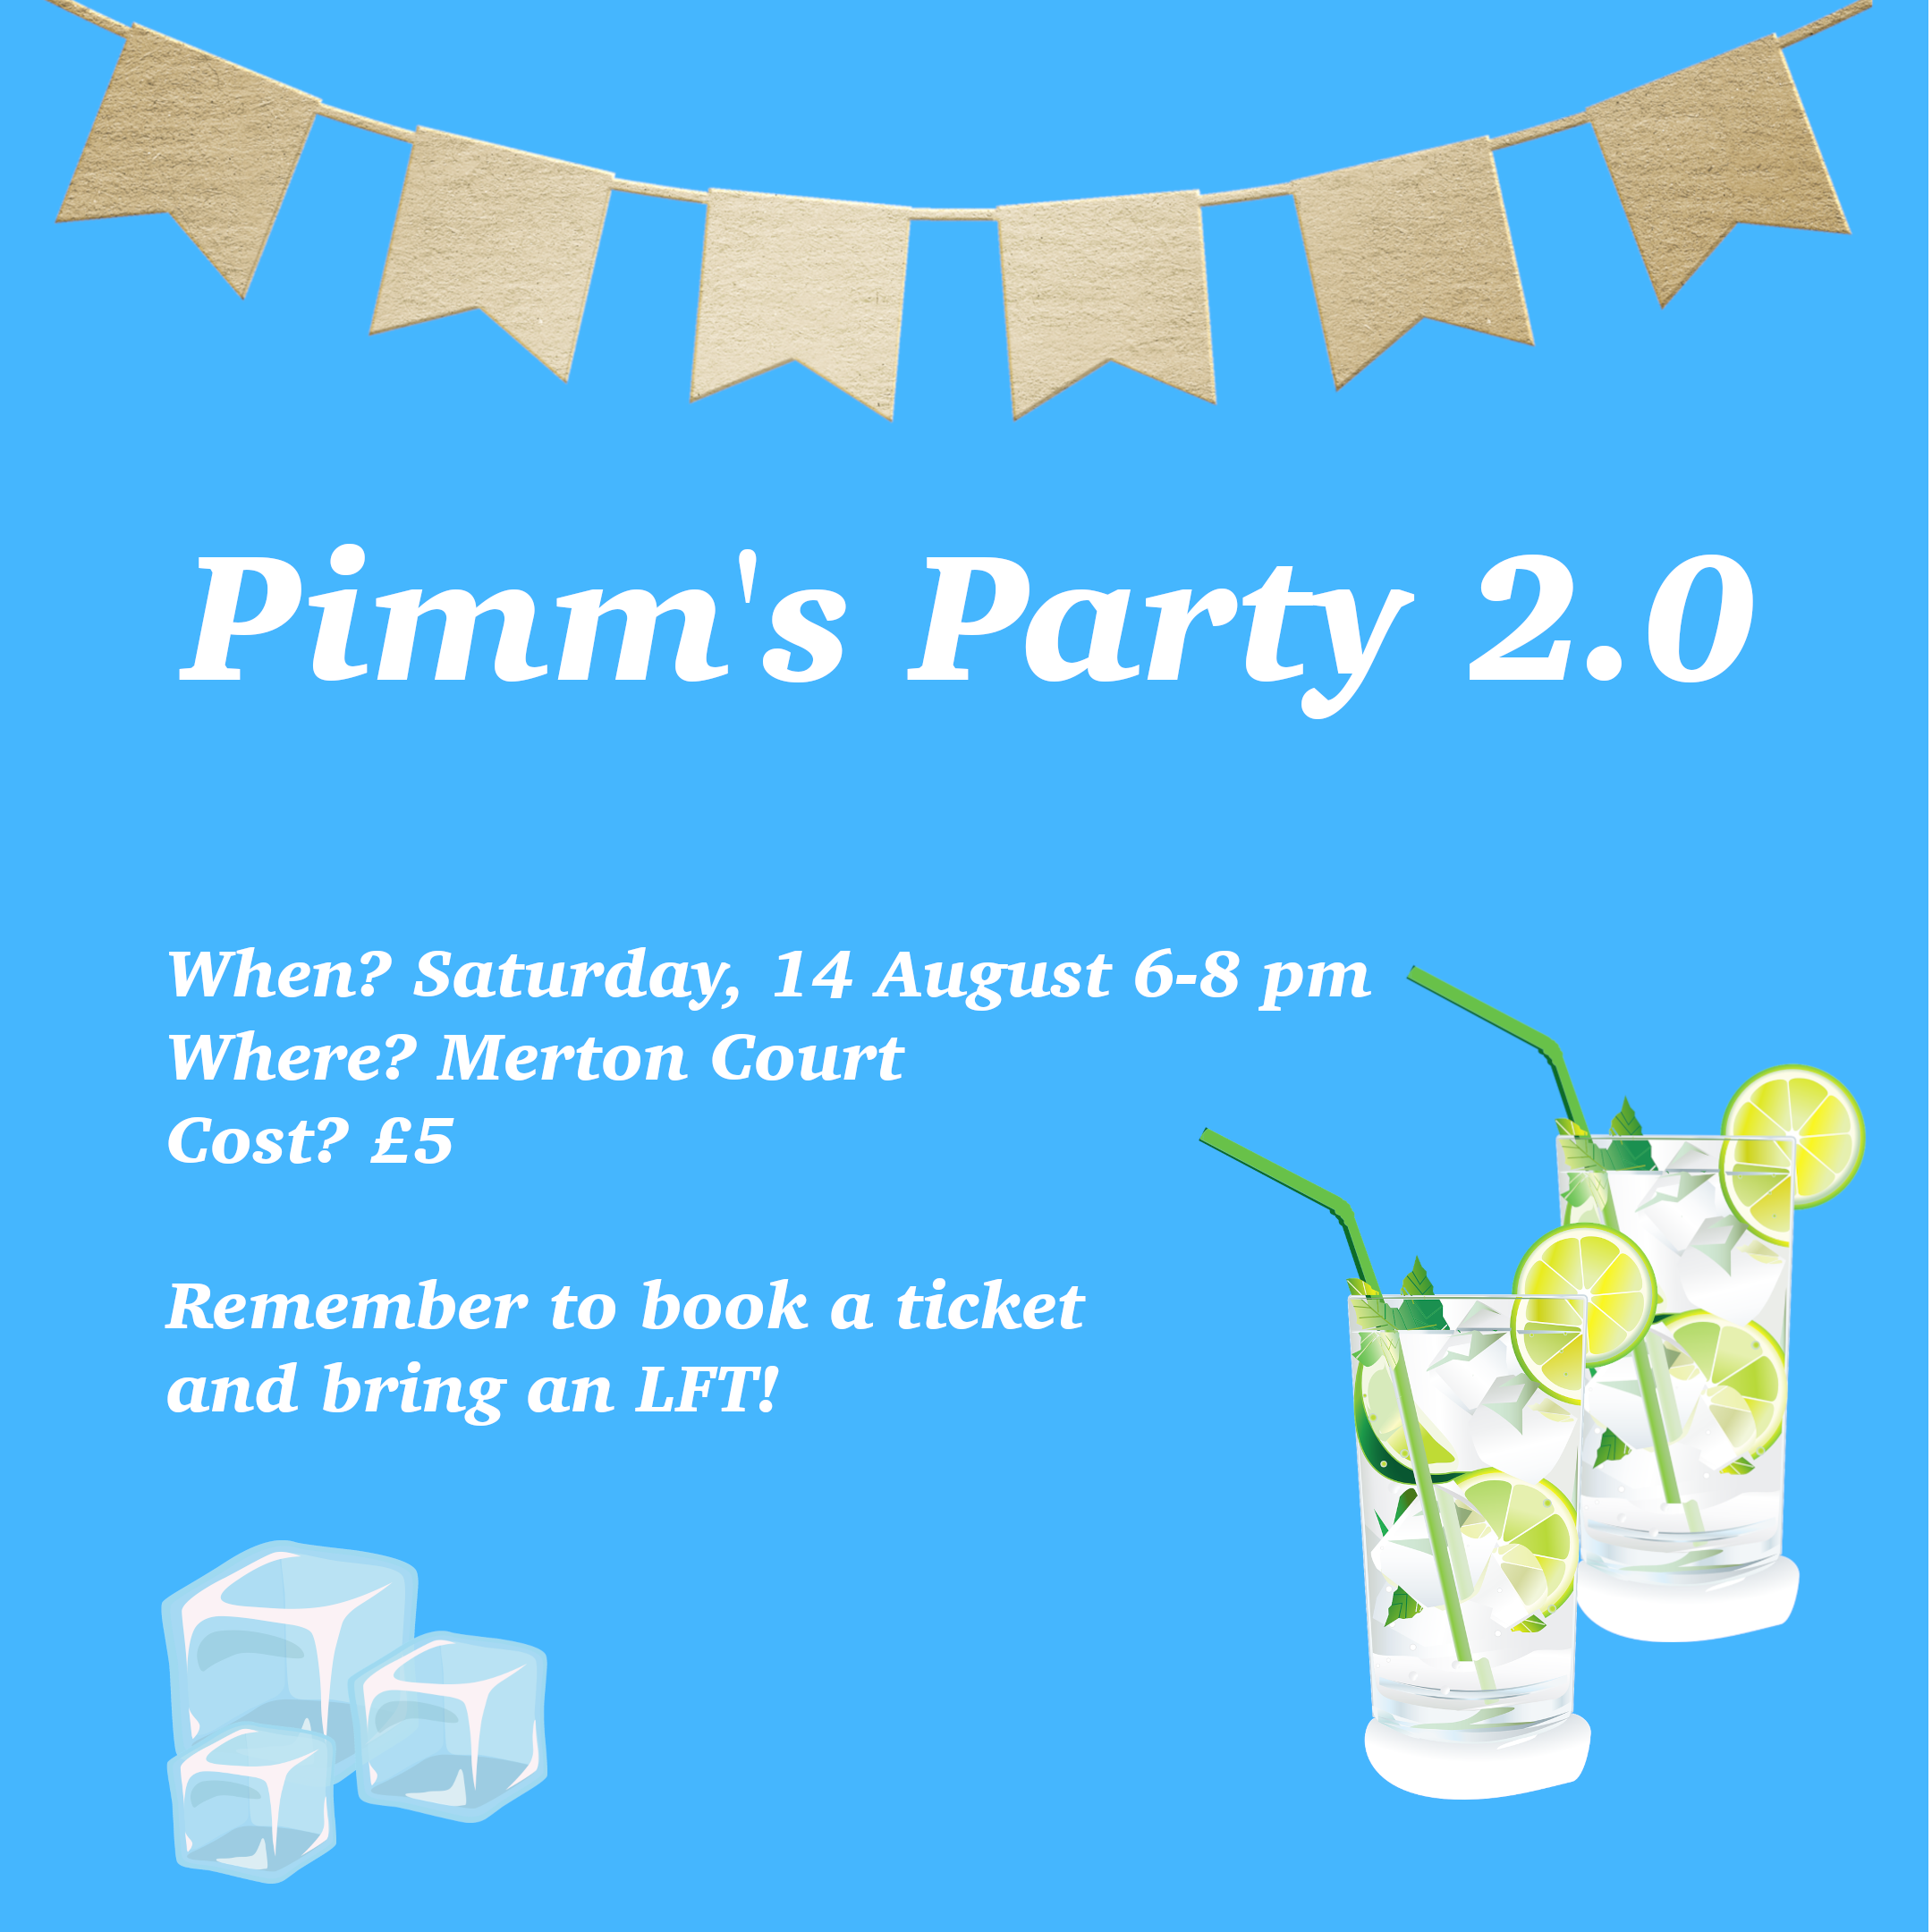 Pimm's Party 2.0
When? Saturday, 14 August 6-8 pm
Where? Merton Court
Cost? £5
Remember to book a ticket
and bring an LFT!